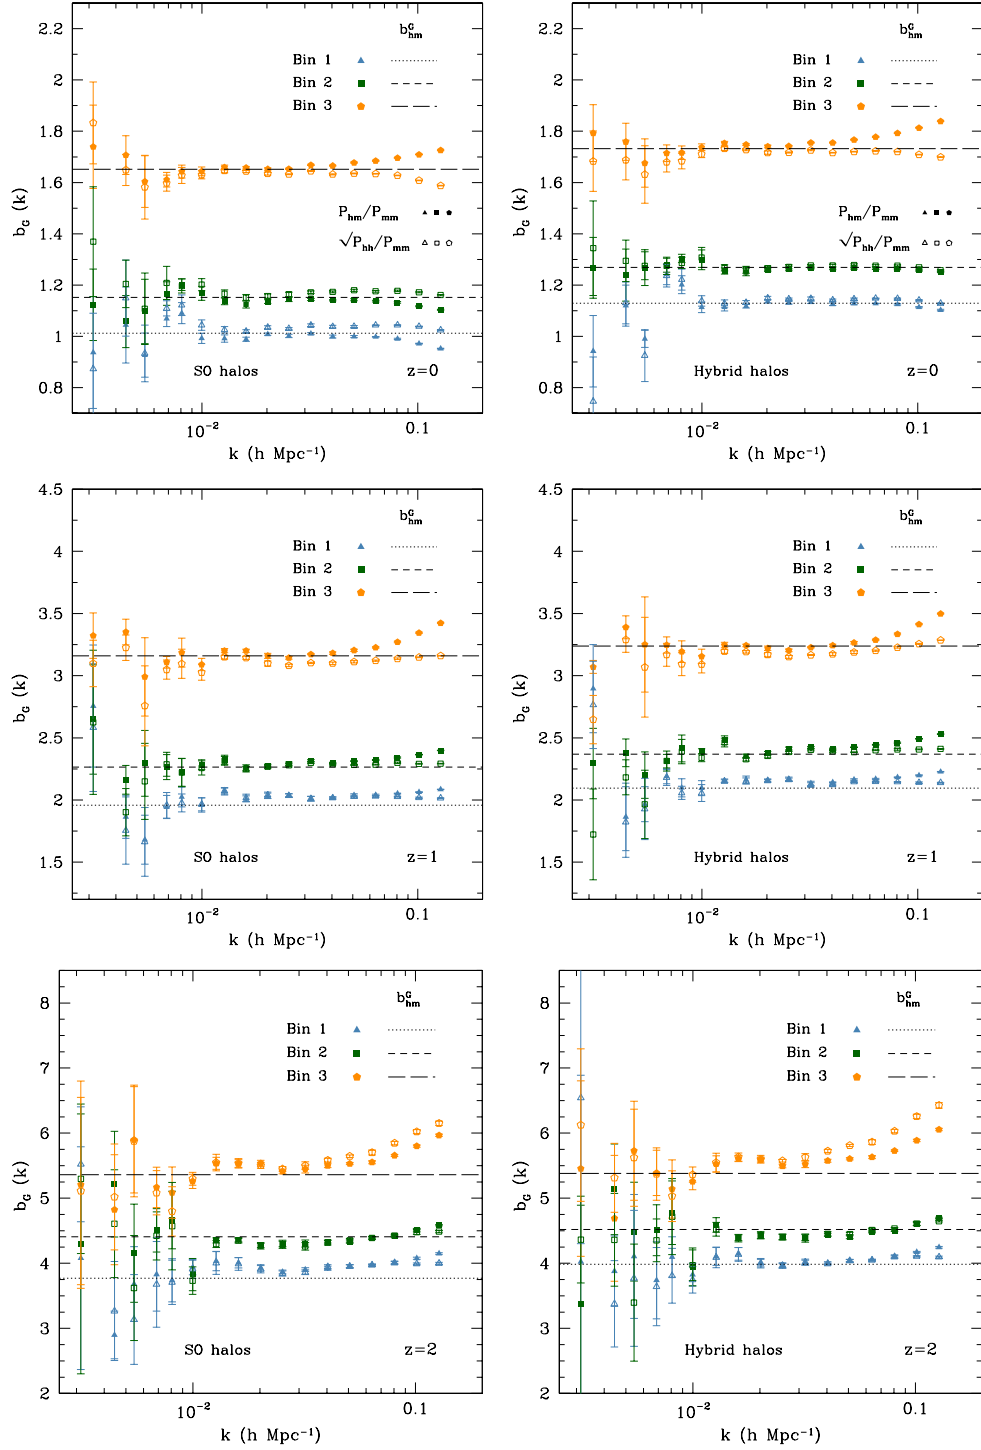 b_hm^G
Bin 1
Bin 2
Bin 3
P_hm/P_mm
√P_hh/P_mm
SO halos z=0
b_G (k)
2.2
2
1.8
1.6
1.4
1.2
1
0.8
10⁻² 0.1
k (h Mpc⁻¹)
b_hm^G
Bin 1
Bin 2
Bin 3
P_hm/P_mm
√P_hh/P_mm
Hybrid halos z=0
b_G (k)
2.2
2
1.8
1.6
1.4
1.2
1
0.8
10⁻² 0.1
k (h Mpc⁻¹)
b_hm^G
Bin 1
Bin 2
Bin 3
SO halos z=1
b_G (k)
4.5
4
3.5
3
2.5
2
1.5
10⁻² 0.1
k (h Mpc⁻¹)
b_hm^G
Bin 1
Bin 2
Bin 3
Hybrid halos z=1
b_G (k)
4.5
4
3.5
3
2.5
2
1.5
10⁻² 0.1
k (h Mpc⁻¹)
b_hm^G
Bin 1
Bin 2
Bin 3
SO halos z=2
b_G (k)
8
7
6
5
4
3
2
10⁻² 0.1
k (h Mpc⁻¹)
b_hm^G
Bin 1
Bin 2
Bin 3
Hybrid halos z=2
b_G (k)
8
7
6
5
4
3
2
10⁻² 0.1
k (h Mpc⁻¹)